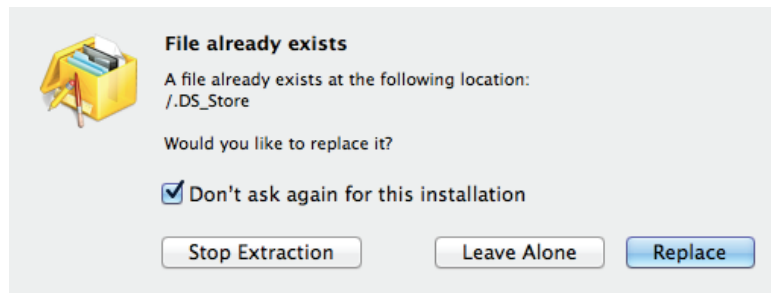 File already exists
A file already exists at the following location:
/.DS_Store
Would you like to replace it?
Don't ask again for this installation
Stop Extraction Leave Alone Replace